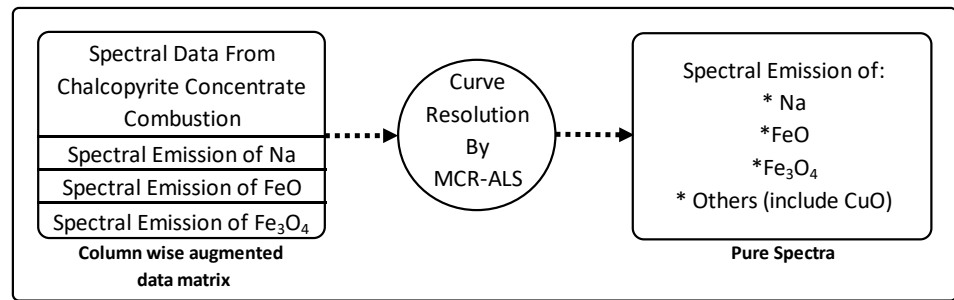 Spectral Data From
Chalcopyrite Concentrate
Combustion
Spectral Emission of Na
Spectral Emission of FeO
Spectral Emission of Fe₃O₄
Column wise augmented
data matrix
Curve
Resolution
By
MCR-ALS
Spectral Emission of:
* Na
*FeO
*Fe₃O₄
* Others (include CuO)
Pure Spectra